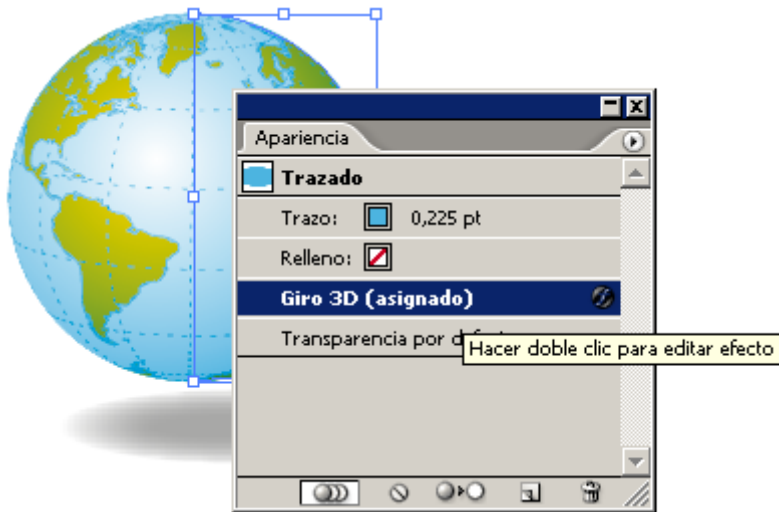 Apariencia
Trazado
Trazo: 0,225 pt
Relleno:
Giro 3D (asignado)
Transparencia por
Hacer doble clic para editar efecto